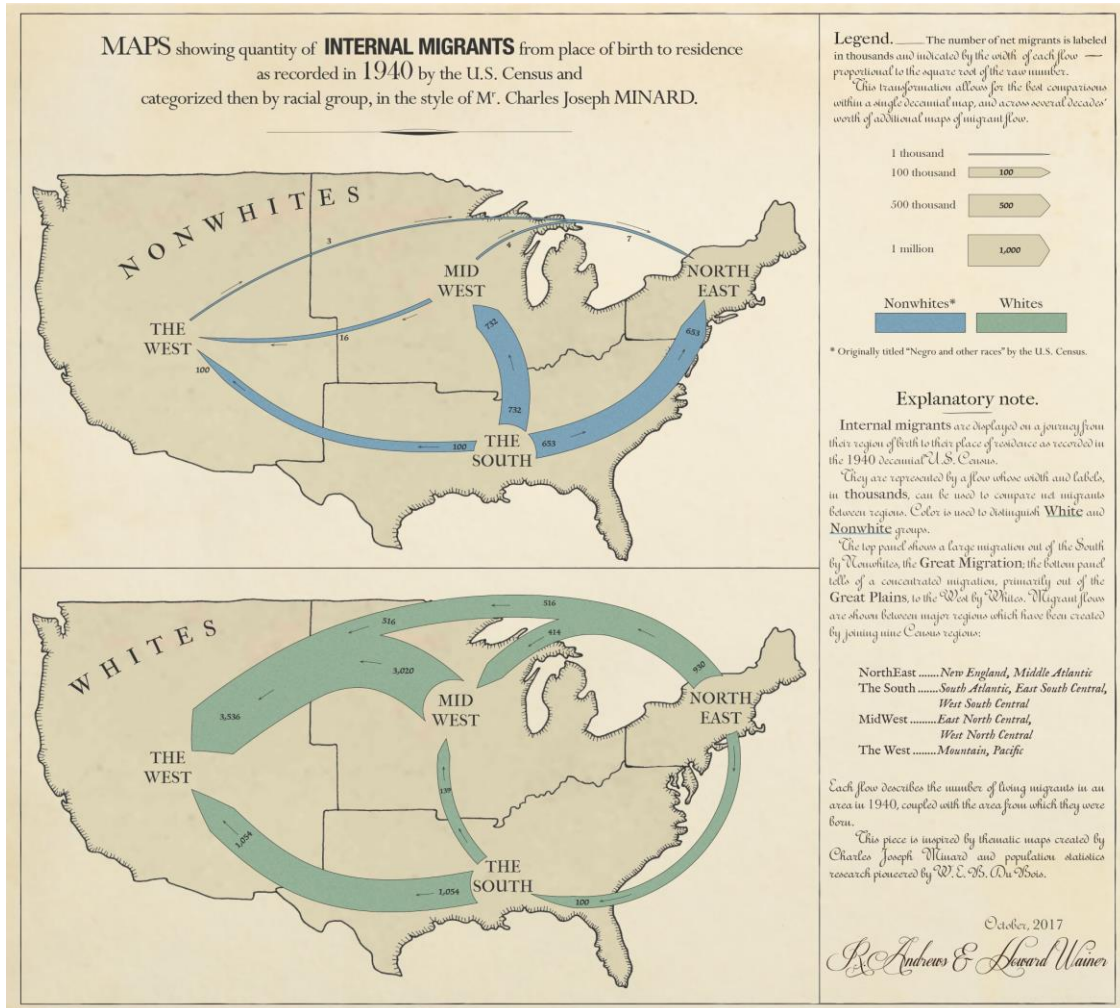 MAPS showing quantity of INTERNAL MIGRANTS from place of birth to residence
as recorded in 1940 by the U.S. Census and
categorized then by racial group, in the style of Mr. Charles Joseph MINARD.
NONWHITES
3
4
7
MID
WEST
NORTH
EAST
THE
WEST
16
732
653
100
732
100
THE
SOUTH
653
WHITES
516
516
414
3,020
930
3,536
MID
WEST
NORTH
EAST
THE
WEST
139
1,054
THE
SOUTH
1,054
100
Legend. The number of net migrants is labeled
in thousands and indicated by the width of each flow —
proportional to the square root of the raw number.
This transformation allows for the best comparisons
within a single decennial map, and across several decades'
worth of additional maps of migrant flow.
1 thousand
100 thousand 100
500 thousand 500
1 million 1,000
Nonwhites* Whites
* Originally titled "Negro and other races" by the U.S. Census.
Explanatory note.
Internal migrants are displayed on a journey from
their region of birth to their place of residence as recorded in
the 1940 decennial U.S. Census.
They are represented by a flow whose width and labels,
in thousands, can be used to compare net migrants
between regions. Color is used to distinguish White and
Nonwhite groups.
The top panel shows a large migration out of the South
by Nonwhites, the Great Migration; the bottom panel
tells of a concentrated migration, primarily out of the
Great Plains, to the West by Whites. Migrant flows
are shown between major regions which have been created
by joining nine Census regions:
NorthEast ......New England, Middle Atlantic
The South ......South Atlantic, East South Central,
West South Central
MidWest .........East North Central,
West North Central
The West ........Mountain, Pacific
Each flow describes the number of living migrants in an
area in 1940, coupled with the area from which they were
born.
This piece is inspired by thematic maps created by
Charles Joseph Minard and population statistics
research pioneered by W. E. B. Du Bois.
October, 2017
R. Andrews & Howard Wainer